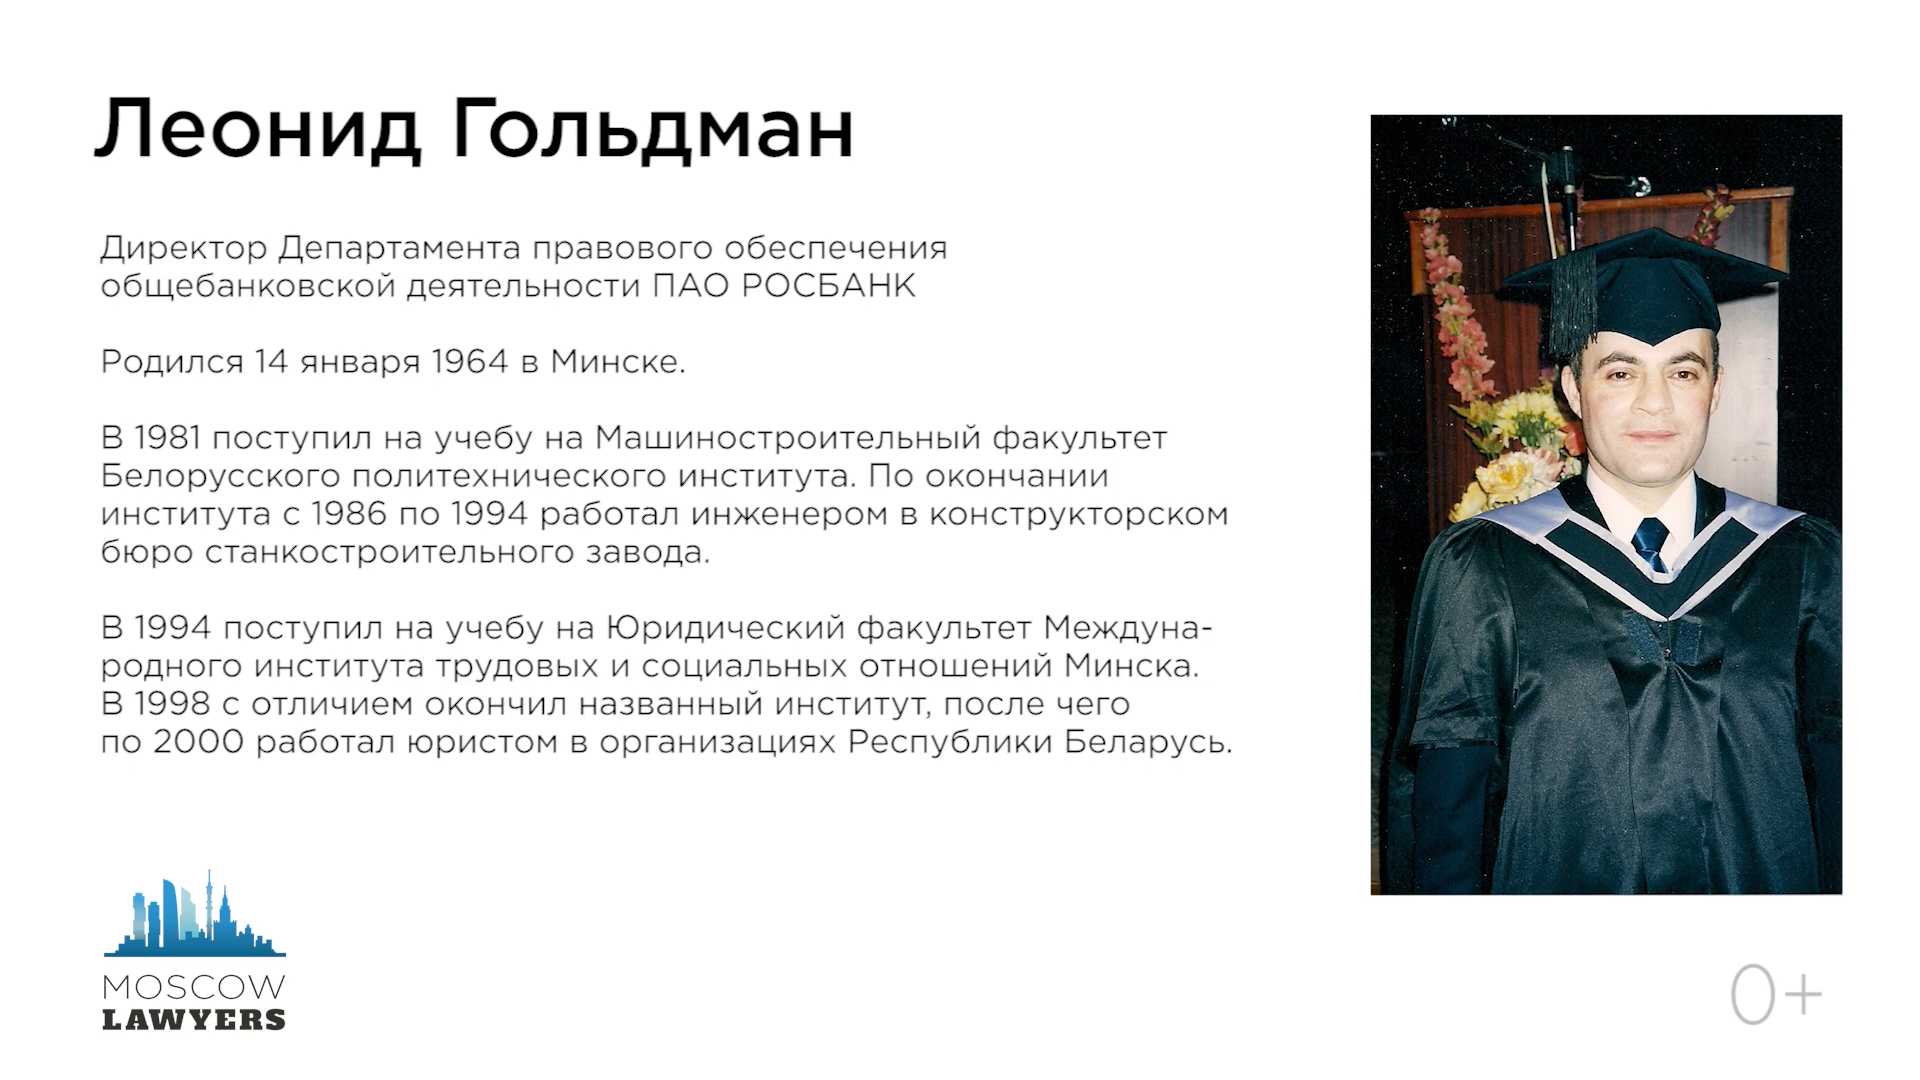 Леонид Гольдман
Директор Департамента правового обеспечения
общебанковской деятельности ПАО РОСБАНК
Родился 14 января 1964 в Минске.
В 1981 поступил на учебу на Машиностроительный факультет
Белорусского политехнического института. По окончании
института с 1986 по 1994 работал инженером в конструкторском
бюро станкостроительного завода.
В 1994 поступил на учебу на Юридический факультет Междуна-
родного института трудовых и социальных отношений Минска.
В 1998 с отличием окончил названный институт, после чего
по 2000 работал юристом в организациях Республики Беларусь.
MOSCOW
LAWYERS
0+